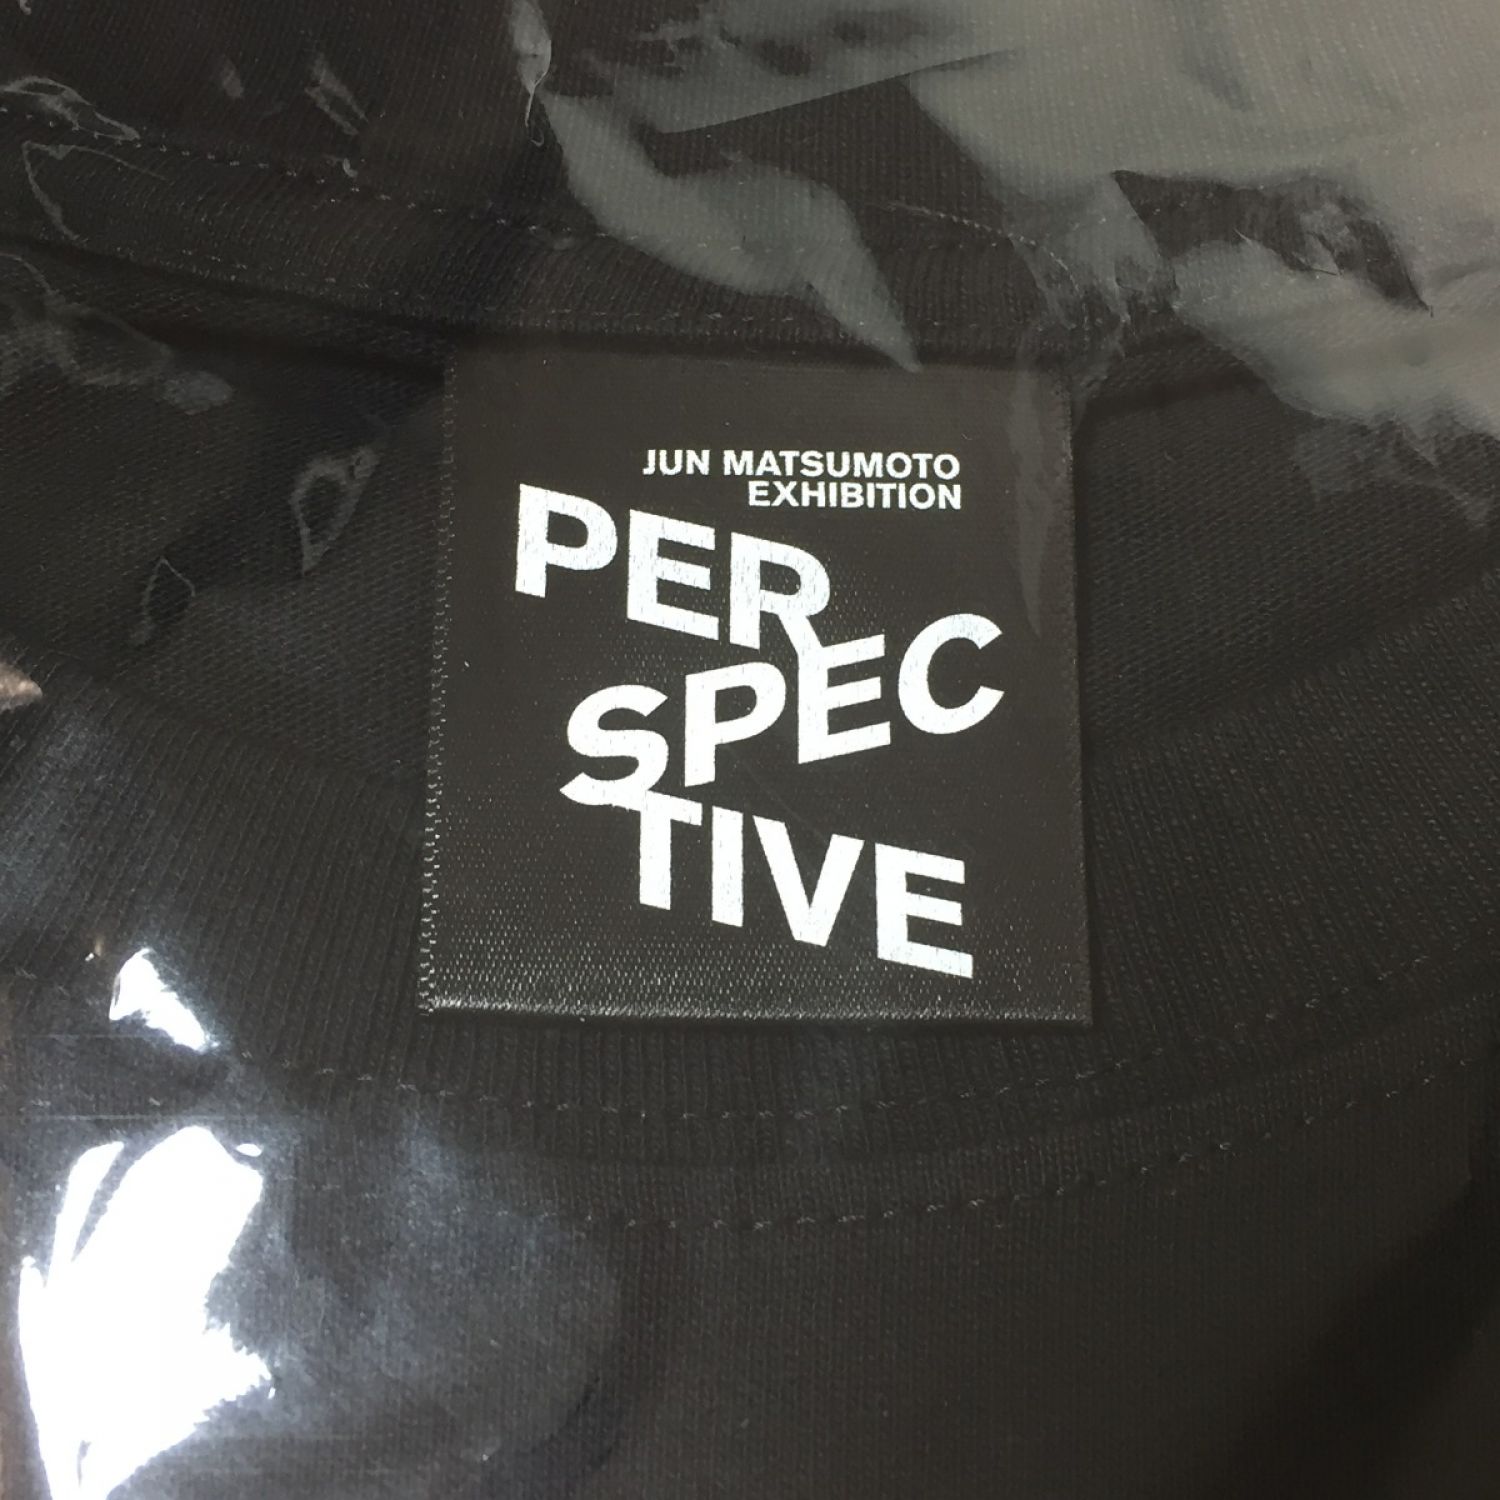 JUN MATSUMOTO
EXHIBITION
PER
SPEC
TIVE